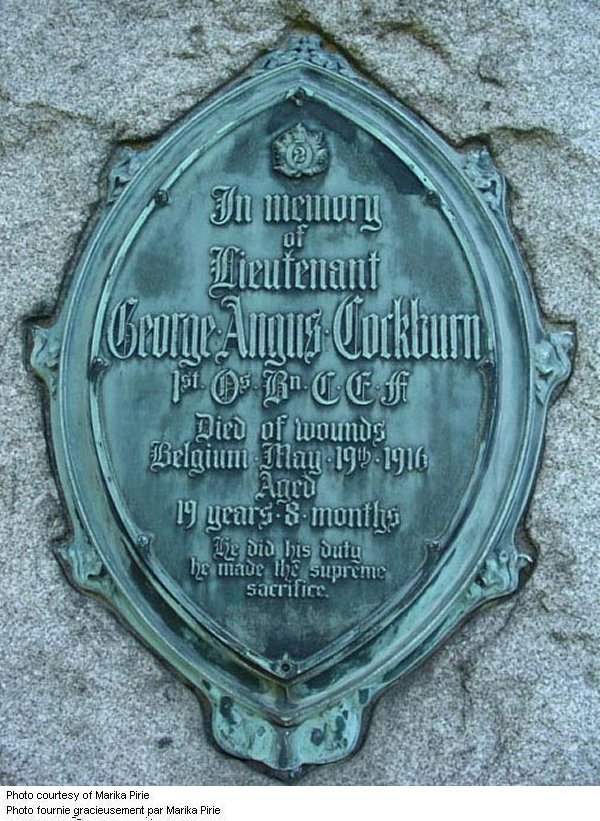 2
In memory
of
Lieutenant
George·Angus·Cockburn
1st. Os. Bn. C·E·F
Died of wounds
Belgium·May·19th·1916
Aged
19 years·8·months
He did his duty
he made the supreme
sacrifice.
Photo courtesy of Marika Pirie
Photo fournie gracieusement par Marika Pirie